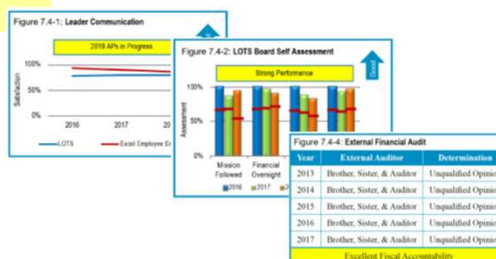 Figure 7.4-1: Leader Communication
2019 APs in Progress
100%
50%
0%
Satisfaction
2016 2017
LOTS Excel Employee
Figure 7.4-2: LOTS Board Self Assessment
Good
Strong Performance
100%
50%
0%
Assessment
Mission Followed
Financial Oversight
2016 2017
Figure 7.4-4: External Financial Audit
Year External Auditor Determination
2013 Brother, Sister, & Auditor Unqualified Opinio
2014 Brother, Sister, & Auditor Unqualified Opinio
2015 Brother, Sister, & Auditor Unqualified Opinio
2016 Brother, Sister, & Auditor Unqualified Opinio
2017 Brother, Sister, & Auditor Unqualified Opinio
Excellent Fiscal Accountability